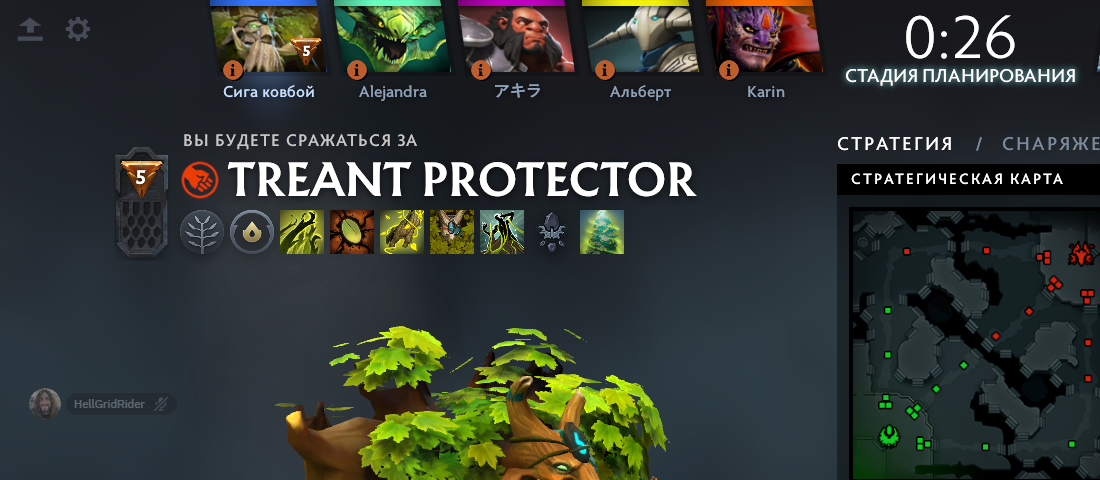 0:26
СТАДИЯ ПЛАНИРОВАНИЯ
5
Сига ковбой
Alejandra
アキラ
Альберт
Karin
ВЫ БУДЕТЕ СРАЖАТЬСЯ ЗА
5
TREANT PROTECTOR
СТРАТЕГИЯ / СНАРЯЖЕ
СТРАТЕГИЧЕСКАЯ КАРТА
HellGridRider